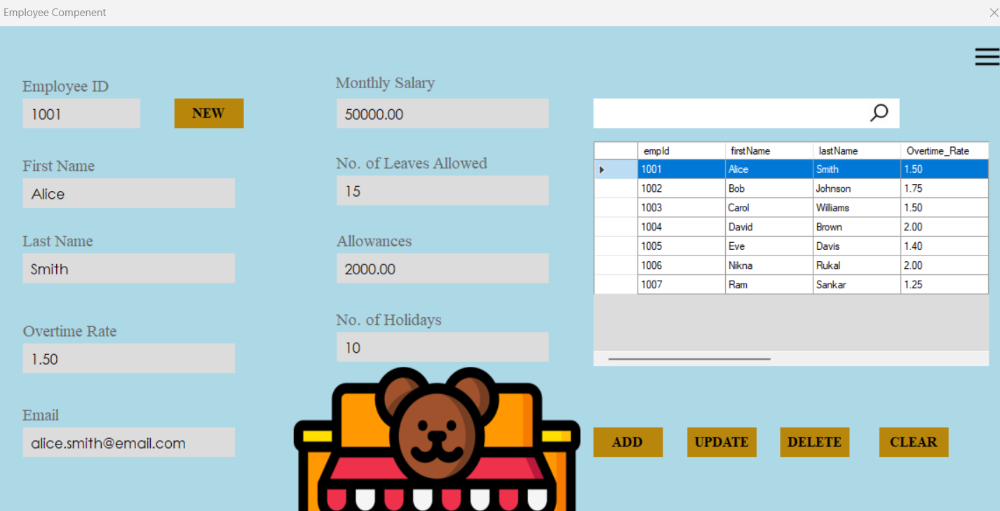 Employee Compenent
Employee ID
1001
NEW
First Name
Alice
Last Name
Smith
Overtime Rate
1.50
Email
alice.smith@email.com
Monthly Salary
50000.00
No. of Leaves Allowed
15
Allowances
2000.00
No. of Holidays
10
empId firstName lastName Overtime_Rate
1001 Alice Smith 1.50
1002 Bob Johnson 1.75
1003 Carol Williams 1.50
1004 David Brown 2.00
1005 Eve Davis 1.40
1006 Nikna Rukal 2.00
1007 Ram Sankar 1.25
ADD UPDATE DELETE CLEAR